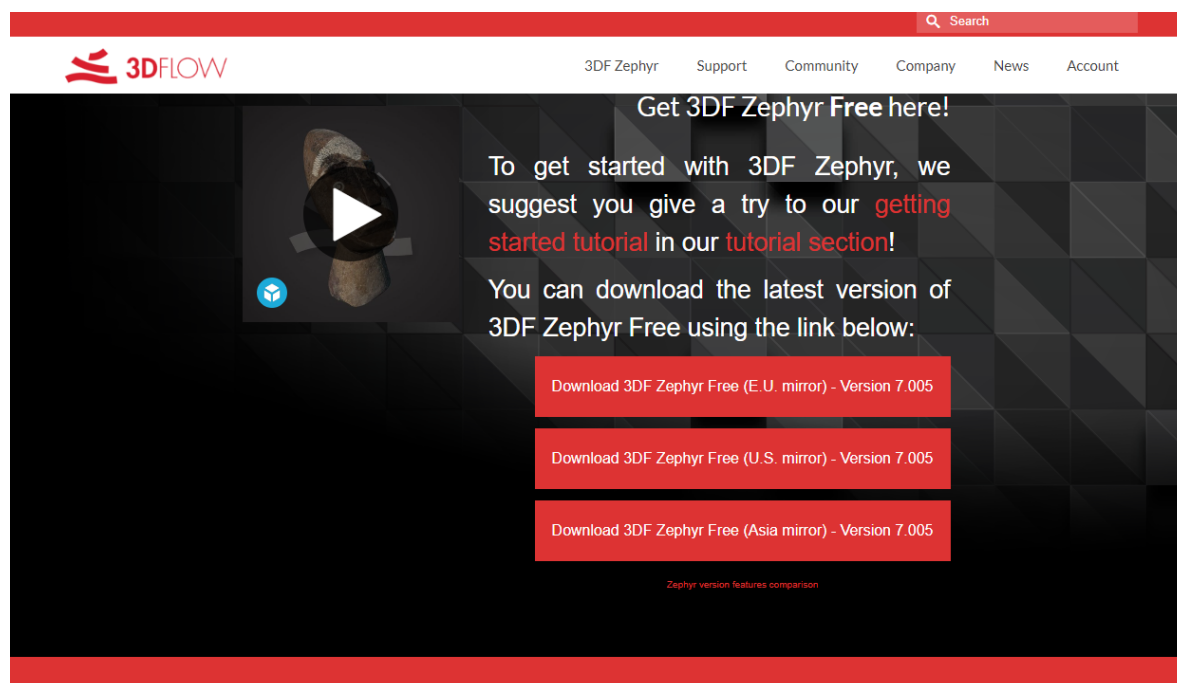 Search
3DFLOW
3DF Zephyr Support Community Company News Account
Get 3DF Zephyr Free here!
To get started with 3DF Zephyr, we
suggest you give a try to our getting
started tutorial in our tutorial section!
You can download the latest version of
3DF Zephyr Free using the link below:
Download 3DF Zephyr Free (E.U. mirror) - Version 7.005
Download 3DF Zephyr Free (U.S. mirror) - Version 7.005
Download 3DF Zephyr Free (Asia mirror) - Version 7.005
Zephyr version features comparison